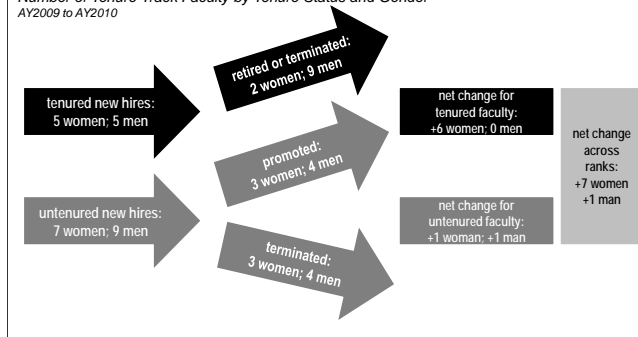 Number of Tenure-Track Faculty by Tenure Status and Gender
AY2009 to AY2010
retired or terminated:
2 women; 9 men
tenured new hires:
5 women; 5 men
net change for
tenured faculty:
+6 women; 0 men
net change
across
ranks:
+7 women
+1 man
promoted:
3 women; 4 men
untenured new hires:
7 women; 9 men
net change for
untenured faculty:
+1 woman; +1 man
terminated:
3 women; 4 men